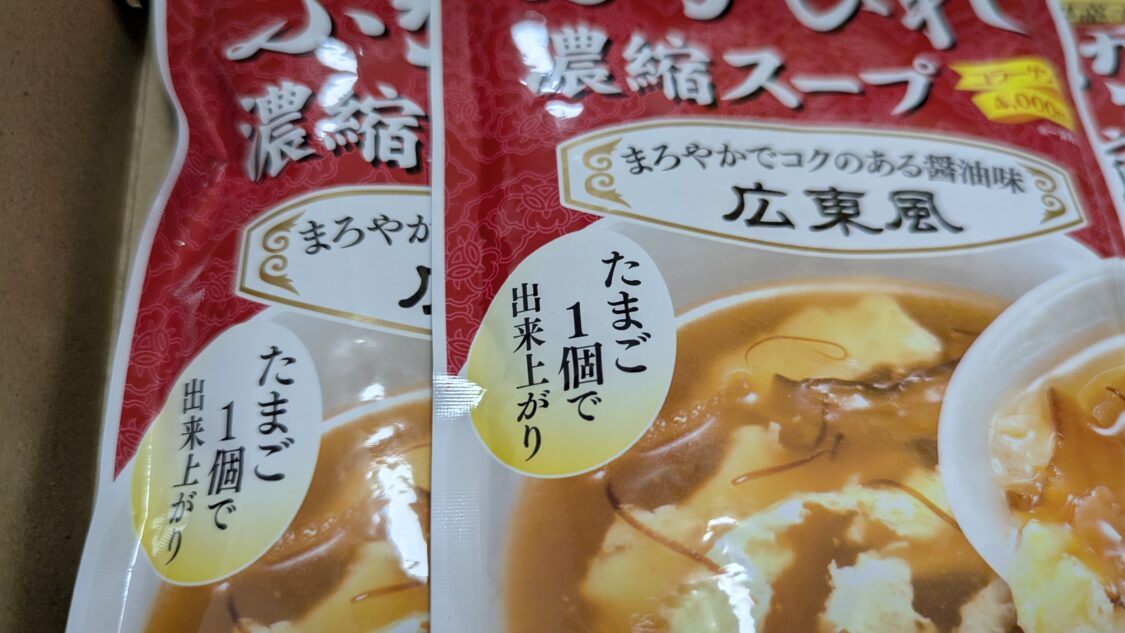 濃縮スープ
コラーゲン
4,000mg
まろやかでコクのある醤油味
広東風
たまご
1個で
出来上がり
濃縮
まろやか
たまご
1個で
出来上がり